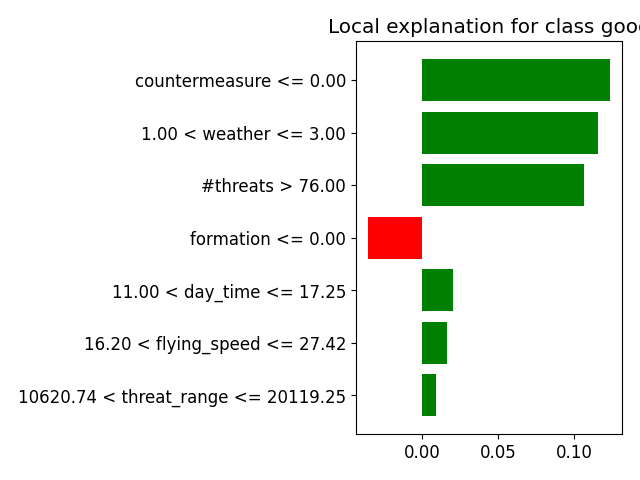 Local explanation for class good
countermeasure <= 0.00
1.00 < weather <= 3.00
#threats > 76.00
formation <= 0.00
11.00 < day_time <= 17.25
16.20 < flying_speed <= 27.42
10620.74 < threat_range <= 20119.25
0.00 0.05 0.10